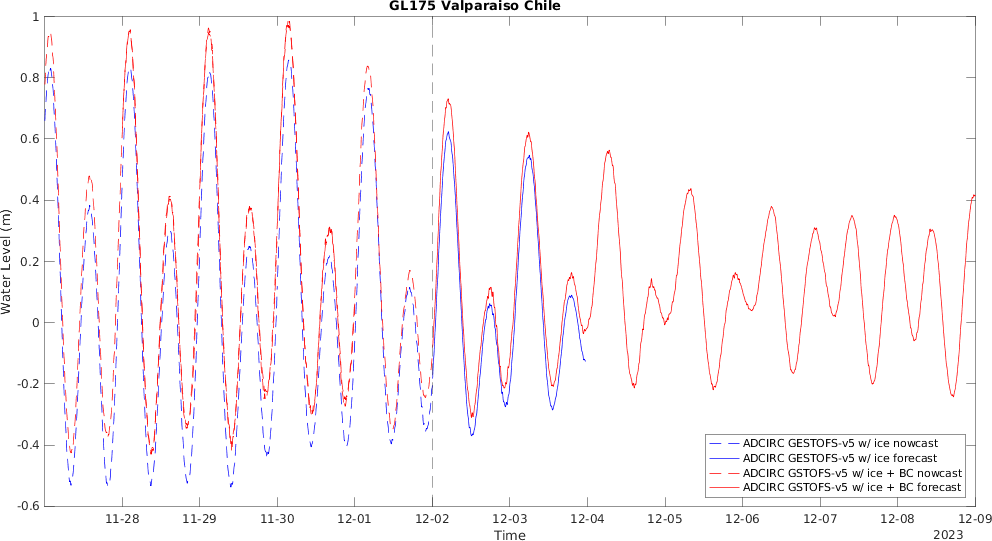 GL175 Valparaiso Chile
1
0.8
0.6
0.4
0.2
0
-0.2
-0.4
-0.6
Water Level (m)
ADCIRC GESTOFS-v5 w/ ice nowcast
ADCIRC GESTOFS-v5 w/ ice forecast
ADCIRC GSTOFS-v5 w/ ice + BC nowcast
ADCIRC GSTOFS-v5 w/ ice + BC forecast
11-28 11-29 11-30 12-01 12-02 12-03 12-04 12-05 12-06 12-07 12-08 12-09
Time
2023